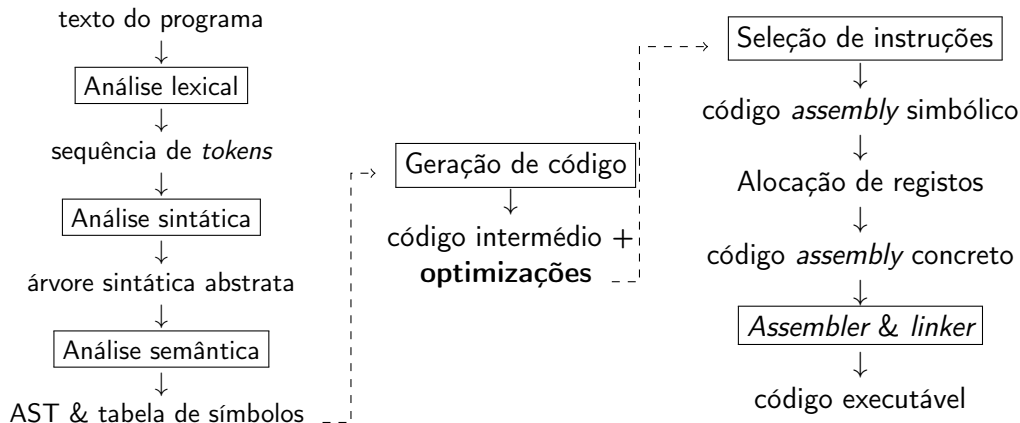 texto do programa
Análise lexical
sequência de tokens
Análise sintática
árvore sintática abstrata
Análise semântica
AST & tabela de símbolos
Geração de código
código intermédio +
optimizações
Seleção de instruções
código assembly simbólico
Alocação de registos
código assembly concreto
Assembler & linker
código executável